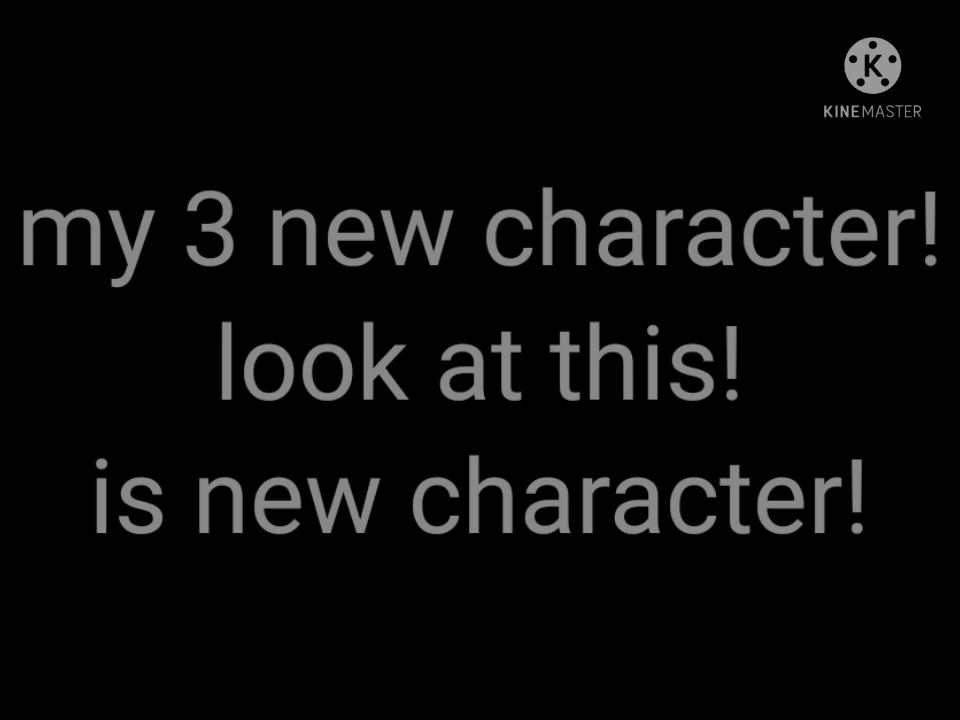 K
KINEMASTER
my 3 new character!
look at this!
is new character!